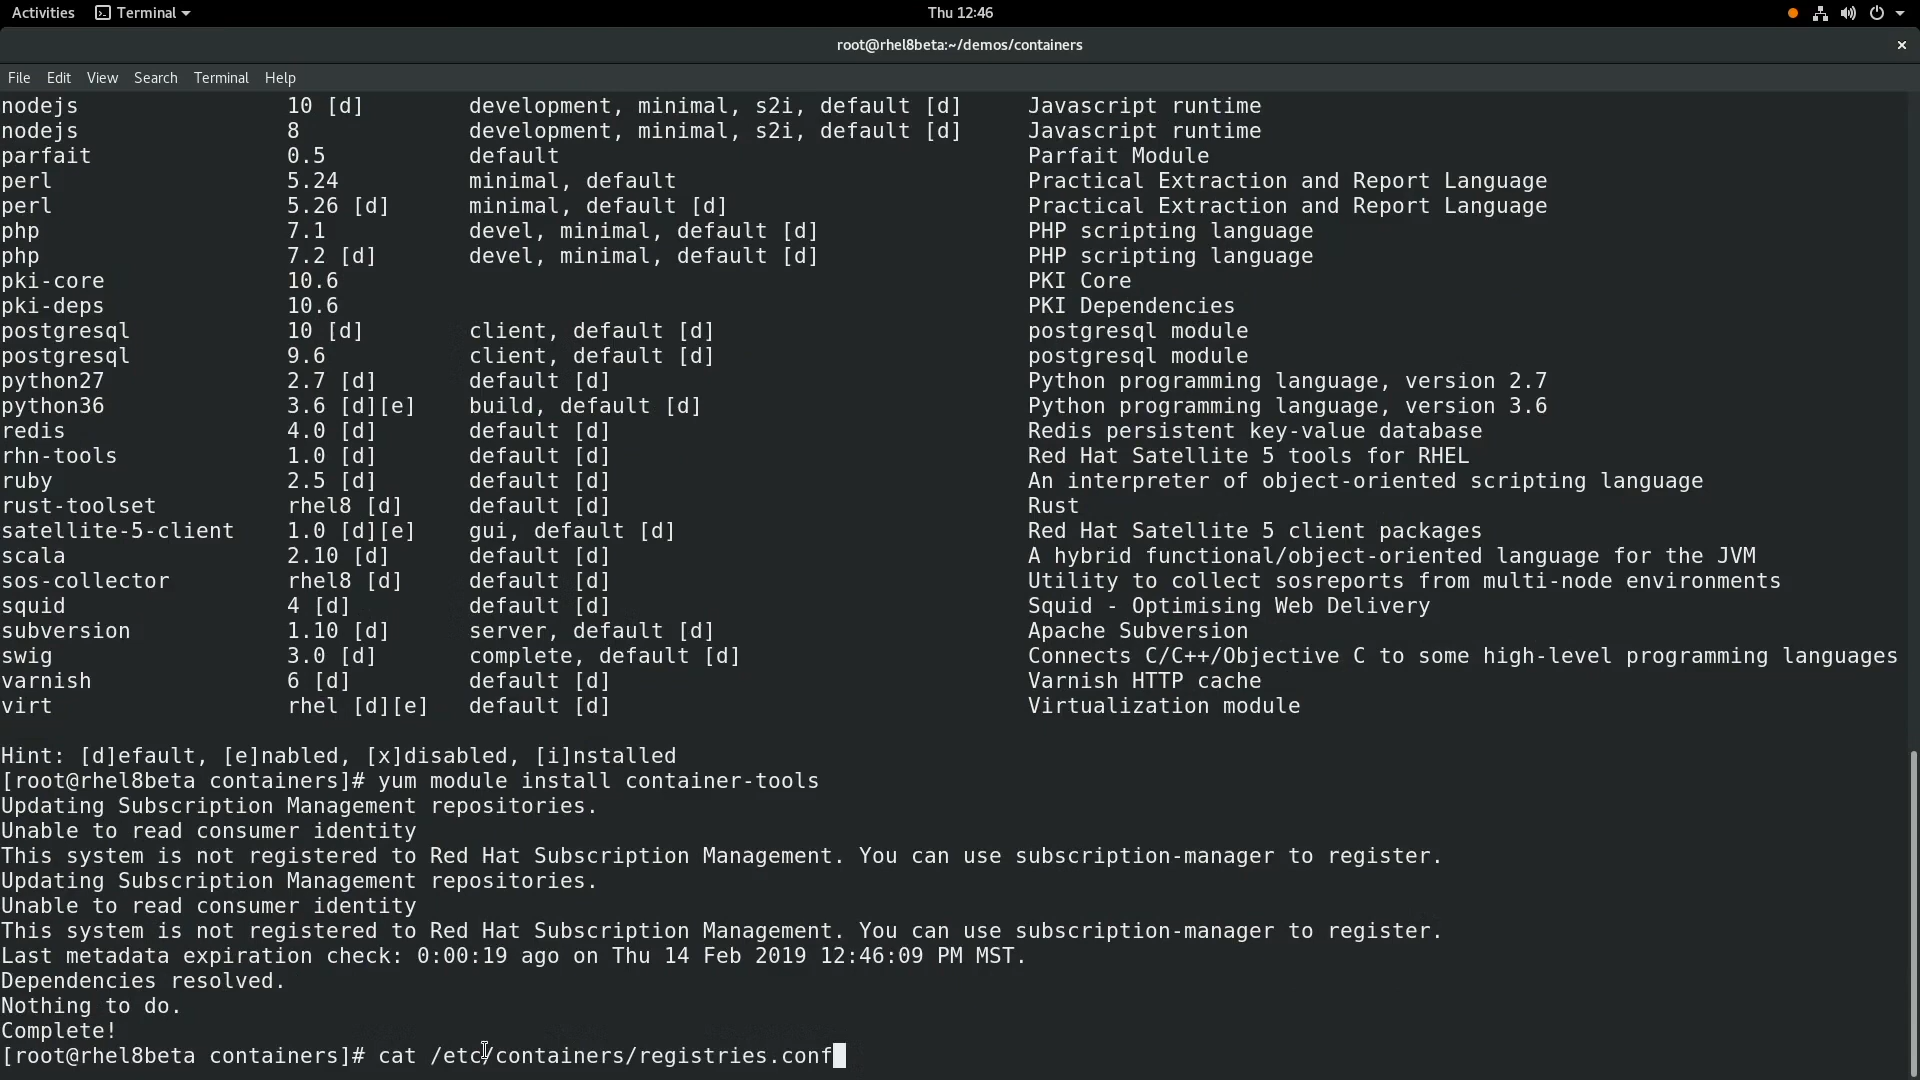 Activities Terminal Thu 12:46
root@rhel8beta:~/demos/containers ×
File Edit View Search Terminal Help
nodejs 10 [d] development, minimal, s2i, default [d] Javascript runtime
nodejs 8 development, minimal, s2i, default [d] Javascript runtime
parfait 0.5 default Parfait Module
perl 5.24 minimal, default Practical Extraction and Report Language
perl 5.26 [d] minimal, default [d] Practical Extraction and Report Language
php 7.1 devel, minimal, default [d] PHP scripting language
php 7.2 [d] devel, minimal, default [d] PHP scripting language
pki-core 10.6 PKI Core
pki-deps 10.6 PKI Dependencies
postgresql 10 [d] client, default [d] postgresql module
postgresql 9.6 client, default [d] postgresql module
python27 2.7 [d] default [d] Python programming language, version 2.7
python36 3.6 [d][e] build, default [d] Python programming language, version 3.6
redis 4.0 [d] default [d] Redis persistent key-value database
rhn-tools 1.0 [d] default [d] Red Hat Satellite 5 tools for RHEL
ruby 2.5 [d] default [d] An interpreter of object-oriented scripting language
rust-toolset rhel8 [d] default [d] Rust
satellite-5-client 1.0 [d][e] gui, default [d] Red Hat Satellite 5 client packages
scala 2.10 [d] default [d] A hybrid functional/object-oriented language for the JVM
sos-collector rhel8 [d] default [d] Utility to collect sosreports from multi-node environments
squid 4 [d] default [d] Squid - Optimising Web Delivery
subversion 1.10 [d] server, default [d] Apache Subversion
swig 3.0 [d] complete, default [d] Connects C/C++/Objective C to some high-level programming languages
varnish 6 [d] default [d] Varnish HTTP cache
virt rhel [d][e] default [d] Virtualization module
Hint: [d]efault, [e]nabled, [x]disabled, [i]nstalled
[root@rhel8beta containers]# yum module install container-tools
Updating Subscription Management repositories.
Unable to read consumer identity
This system is not registered to Red Hat Subscription Management. You can use subscription-manager to register.
Updating Subscription Management repositories.
Unable to read consumer identity
This system is not registered to Red Hat Subscription Management. You can use subscription-manager to register.
Last metadata expiration check: 0:00:19 ago on Thu 14 Feb 2019 12:46:09 PM MST.
Dependencies resolved.
Nothing to do.
Complete!
[root@rhel8beta containers]# cat /etc/containers/registries.conf